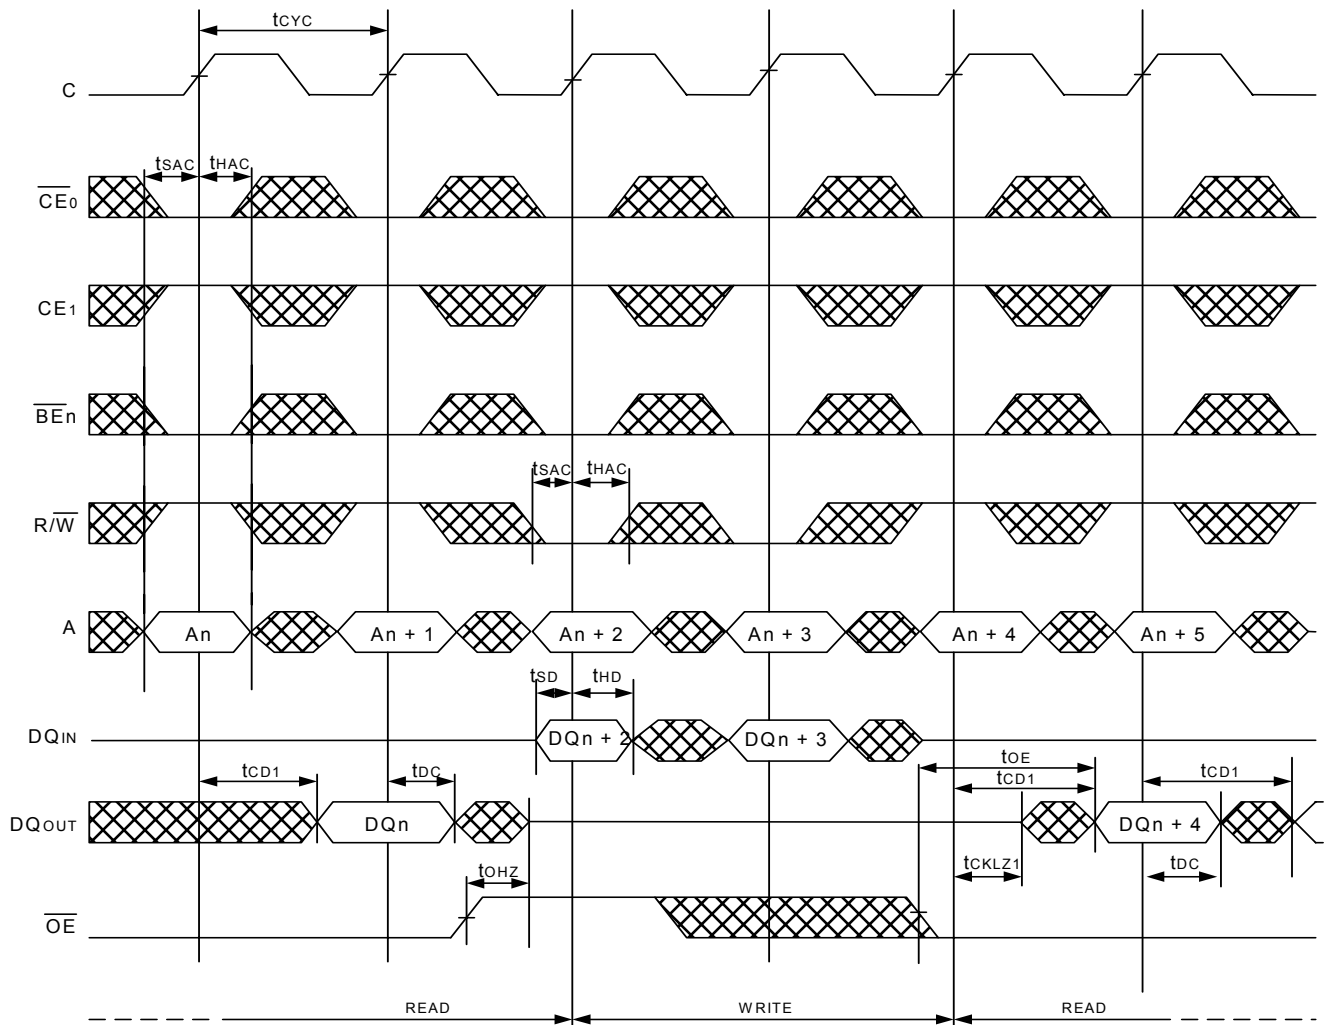 tCYC
C
tSAC tHAC
CE0
CE1
BEn
tSAC tHAC
R/W
A An An + 1 An + 2 An + 3 An + 4 An + 5
tSD tHD
DQIN DQn + 2 DQn + 3
tOE
tCD1 tDC tCD1 tCD1
DQOUT DQn DQn + 4
tCKLZ1 tDC
tOHZ
OE
READ WRITE READ